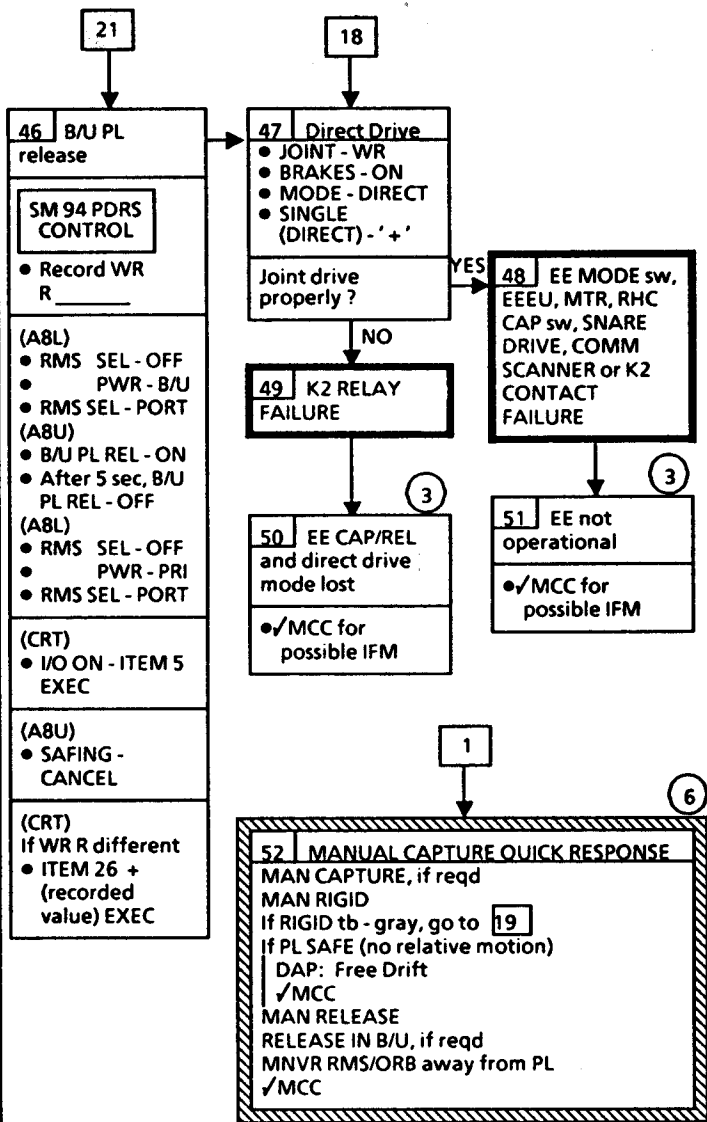 21
46 B/U PL
release
SM 94 PDRS
CONTROL
● Record WR
R ______
(A8L)
● RMS SEL - OFF
● PWR - B/U
● RMS SEL - PORT
(A8U)
● B/U PL REL - ON
● After 5 sec, B/U
PL REL - OFF
(A8L)
● RMS SEL - OFF
● PWR - PRI
● RMS SEL - PORT
(CRT)
● I/O ON - ITEM 5
EXEC
(A8U)
● SAFING -
CANCEL
(CRT)
If WR R different
● ITEM 26 +
(recorded
value) EXEC
18
47 Direct Drive
● JOINT - WR
● BRAKES - ON
● MODE - DIRECT
● SINGLE
(DIRECT) - '+'
Joint drive
properly ?
YES
NO
48 EE MODE sw,
EEEU, MTR, RHC
CAP sw, SNARE
DRIVE, COMM
SCANNER or K2
CONTACT
FAILURE
49 K2 RELAY
FAILURE
3
50 EE CAP/REL
and direct drive
mode lost
● ✓MCC for
possible IFM
3
51 EE not
operational
● ✓MCC for
possible IFM
1
6
52 MANUAL CAPTURE QUICK RESPONSE
MAN CAPTURE, if reqd
MAN RIGID
If RIGID tb - gray, go to 19
If PL SAFE (no relative motion)
DAP: Free Drift
✓MCC
MAN RELEASE
RELEASE IN B/U, if reqd
MNVR RMS/ORB away from PL
✓MCC